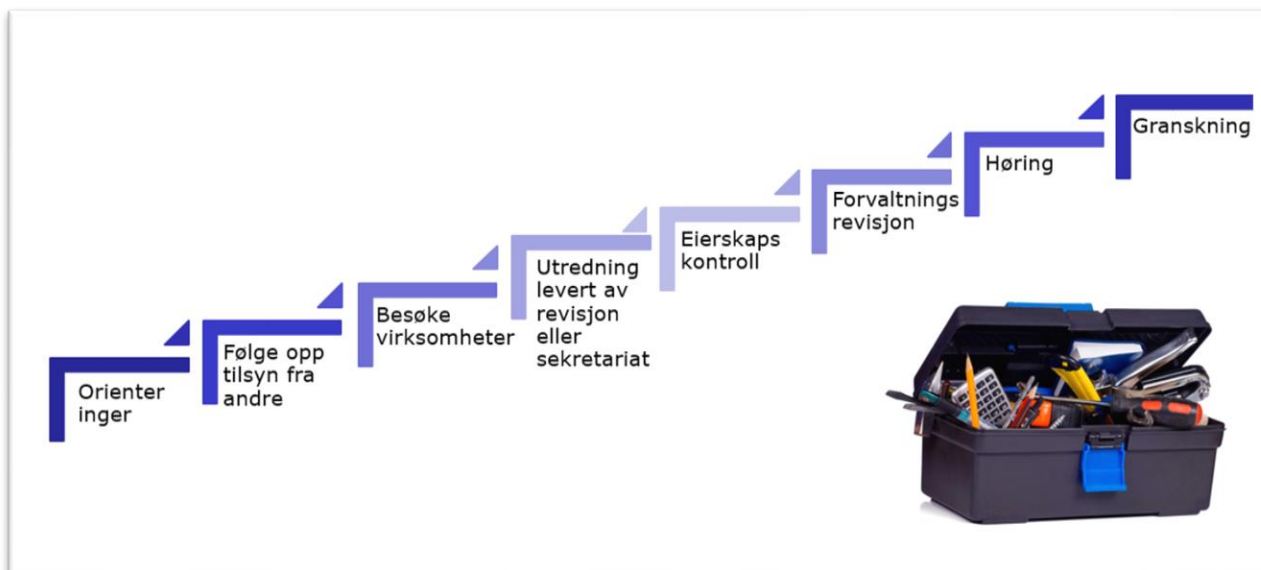 Orienter
inger
Følge opp
tilsyn fra
andre
Besøke
virksomheter
Utredning
levert av
revisjon
eller
sekretariat
Eierskaps
kontroll
Forvaltnings
revisjon
Høring
Granskning